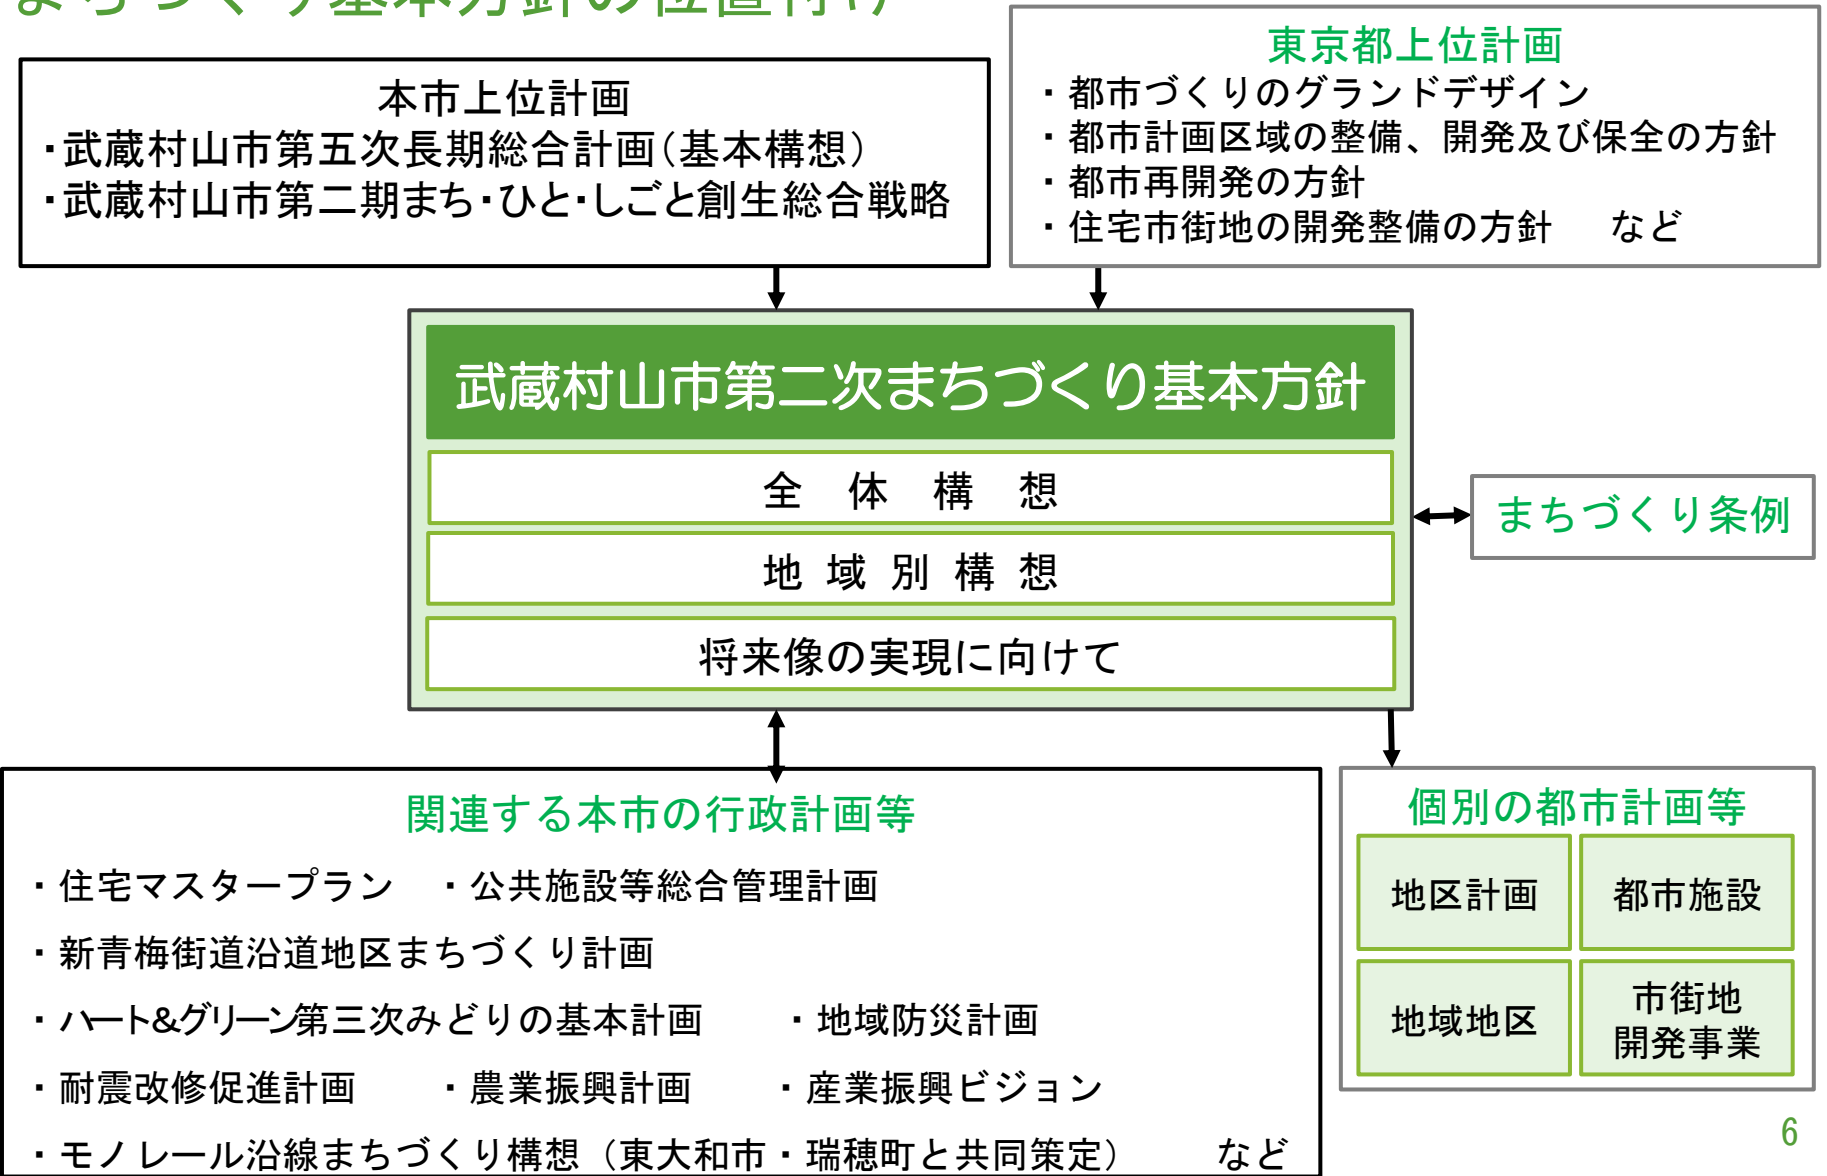 まちづくり基本方針の位置付け
本市上位計画
・武蔵村山市第五次長期総合計画（基本構想）
・武蔵村山市第二期まち・ひと・しごと創生総合戦略
東京都上位計画
・都市づくりのグランドデザイン
・都市計画区域の整備、開発及び保全の方針
・都市再開発の方針
・住宅市街地の開発整備の方針　など
武蔵村山市第二次まちづくり基本方針
全　体　構　想
地 域 別 構 想
将来像の実現に向けて
まちづくり条例
関連する本市の行政計画等
・住宅マスタープラン　・公共施設等総合管理計画
・新青梅街道沿道地区まちづくり計画
・ハート&グリーン第三次みどりの基本計画　・地域防災計画
・耐震改修促進計画　・農業振興計画　・産業振興ビジョン
・モノレール沿線まちづくり構想（東大和市・瑞穂町と共同策定）　など
個別の都市計画等
地区計画
都市施設
地域地区
市街地
開発事業
6